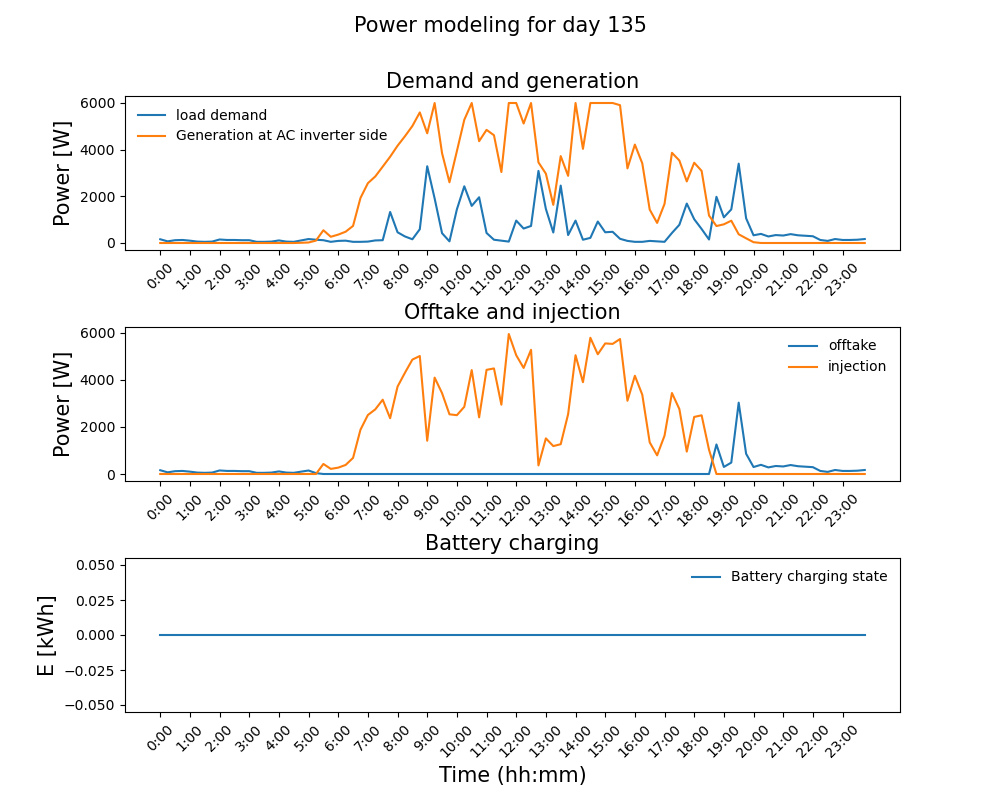 Power modeling for day 135
Demand and generation
Power [W]
6000
4000
2000
0
load demand
Generation at AC inverter side
0:00 1:00 2:00 3:00 4:00 5:00 6:00 7:00 8:00 9:00 10:00 11:00 12:00 13:00 14:00 15:00 16:00 17:00 18:00 19:00 20:00 21:00 22:00 23:00
Offtake and injection
Power [W]
6000
4000
2000
0
offtake
injection
0:00 1:00 2:00 3:00 4:00 5:00 6:00 7:00 8:00 9:00 10:00 11:00 12:00 13:00 14:00 15:00 16:00 17:00 18:00 19:00 20:00 21:00 22:00 23:00
Battery charging
E [kWh]
0.050
0.025
0.000
−0.025
−0.050
Battery charging state
0:00 1:00 2:00 3:00 4:00 5:00 6:00 7:00 8:00 9:00 10:00 11:00 12:00 13:00 14:00 15:00 16:00 17:00 18:00 19:00 20:00 21:00 22:00 23:00
Time (hh:mm)